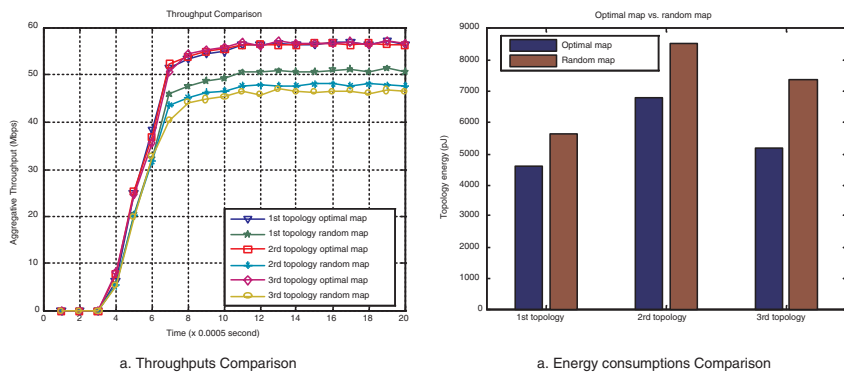 Throughput Comparison
60
50
40
30
20
10
0
Aggregative Throughput (Mbps)
1st topology optimal map
1st topology random map
2rd topology optimal map
2rd topology random map
3rd topology optimal map
3rd topology random map
0 2 4 6 8 10 12 14 16 18 20
Time (x 0.0005 second)
a. Throughputs Comparison
Optimal map vs. random map
9000
8000
7000
6000
5000
4000
3000
2000
1000
0
Topology energy (pJ)
Optimal map
Random map
1st topology 2rd topology 3rd topology
a. Energy consumptions Comparison